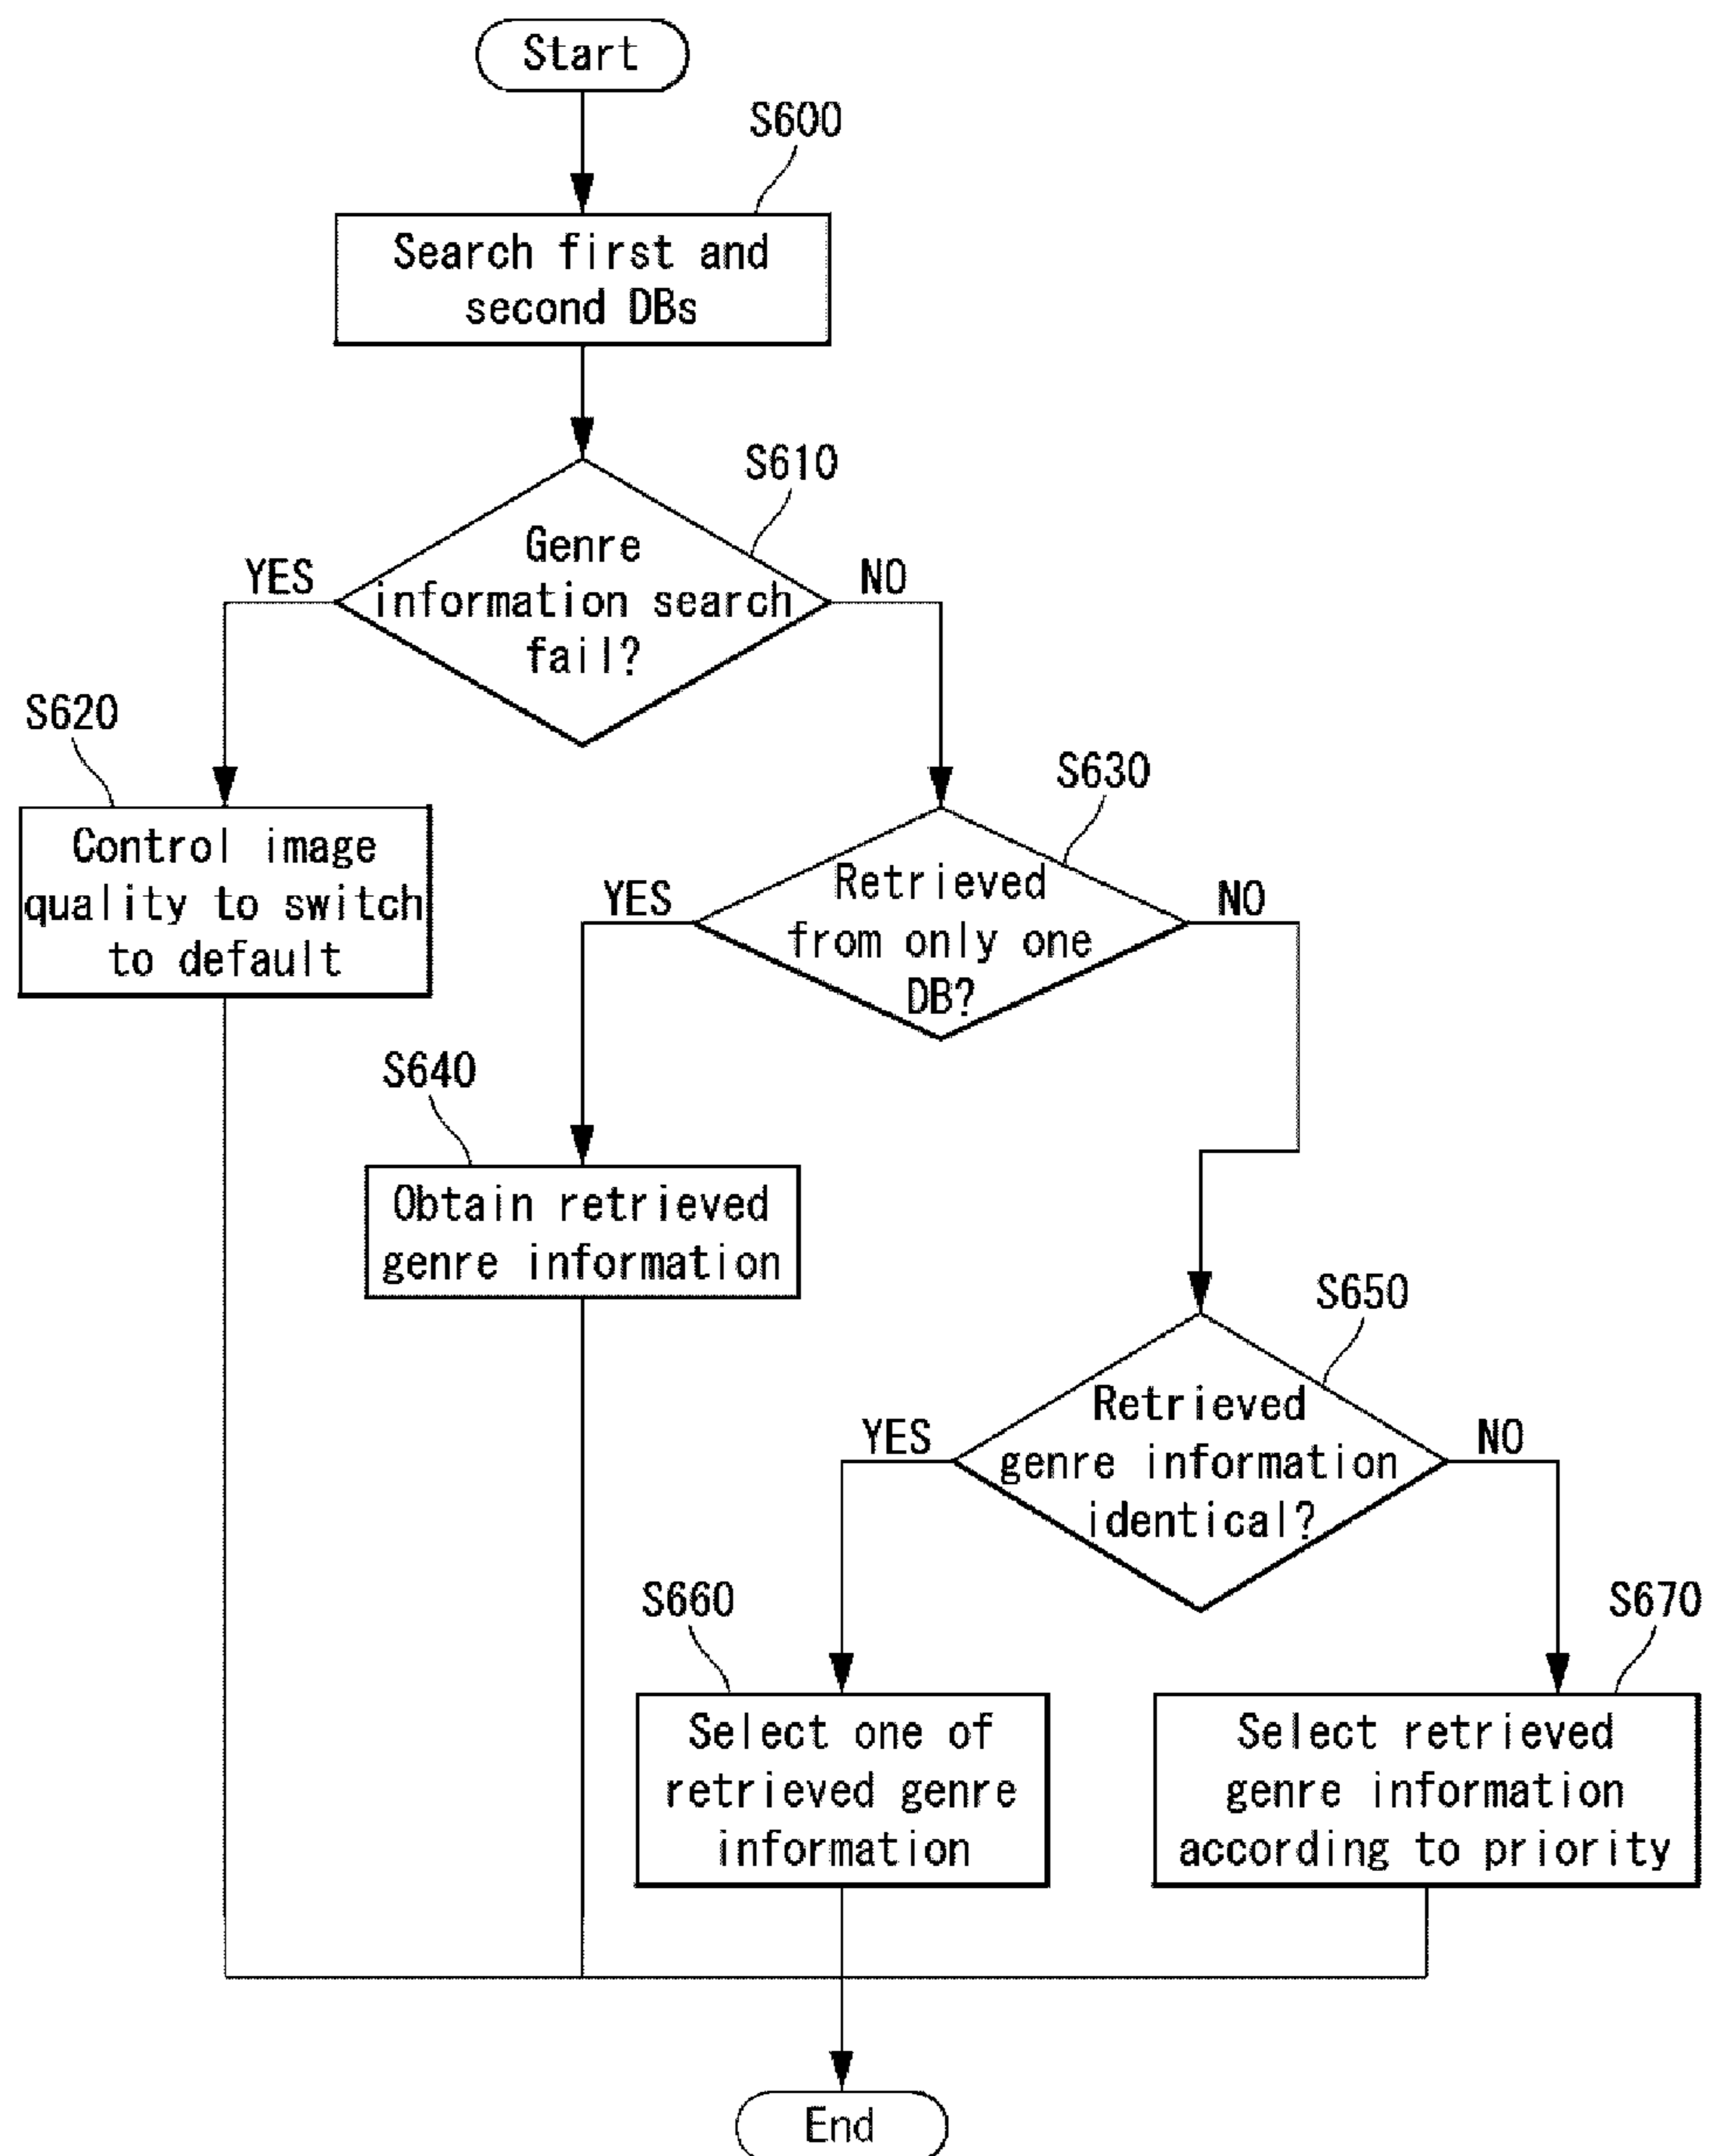 Start
S600
Search first and
second DBs
S610
Genre
information search
fail?
YES
NO
S620
Control image
quality to switch
to default
S630
Retrieved
from only one
DB?
YES
NO
S640
Obtain retrieved
genre information
S650
Retrieved
genre information
identical?
YES
NO
S660
Select one of
retrieved genre
information
S670
Select retrieved
genre information
according to priority
End